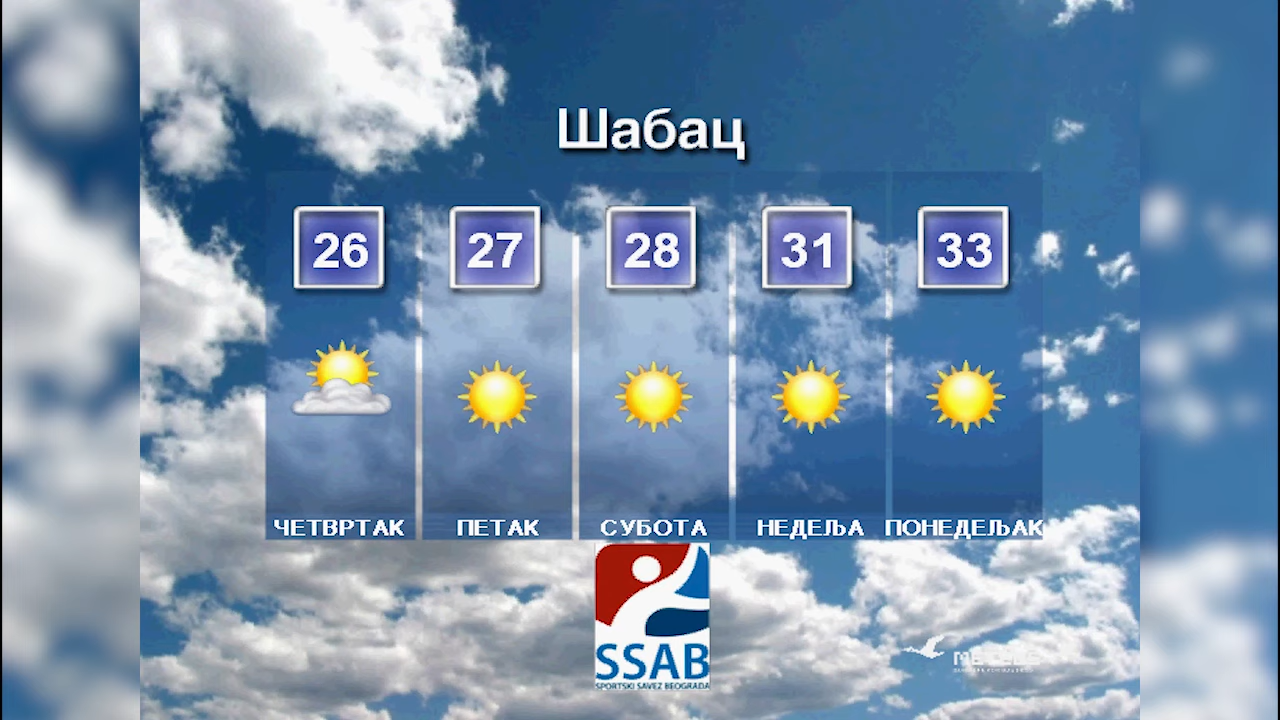 Шабац
26 27 28 31 33
ЧЕТВРТАК ПЕТАК СУБОТА НЕДЕЉА ПОНЕДЕЉАК
SSAB
SPORTSKI SAVEZ BEOGRADA